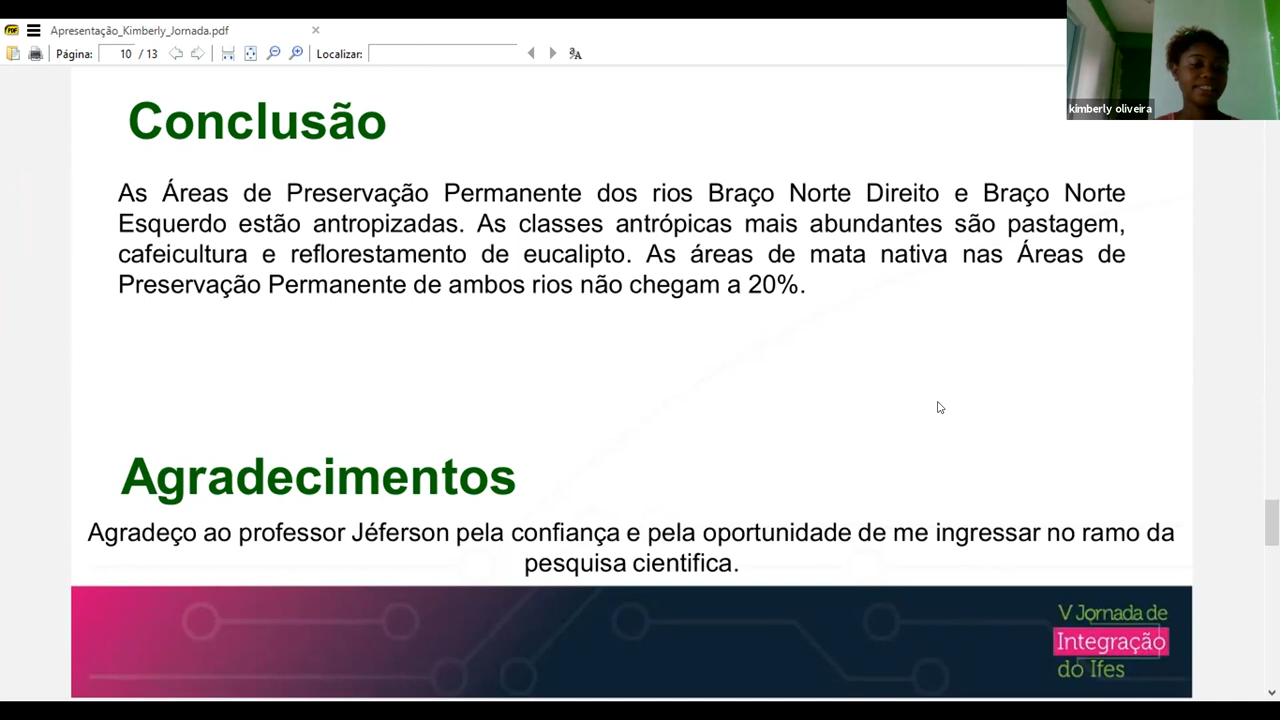 Apresentação_Kimberly_Jornada.pdf
Página: 10 / 13 Localizar:
kimberly oliveira
Conclusão
As Áreas de Preservação Permanente dos rios Braço Norte Direito e Braço Norte
Esquerdo estão antropizadas. As classes antrópicas mais abundantes são pastagem,
cafeicultura e reflorestamento de eucalipto. As áreas de mata nativa nas Áreas de
Preservação Permanente de ambos rios não chegam a 20%.
Agradecimentos
Agradeço ao professor Jéferson pela confiança e pela oportunidade de me ingressar no ramo da
pesquisa cientifica.
V Jornada de
Integração
do Ifes